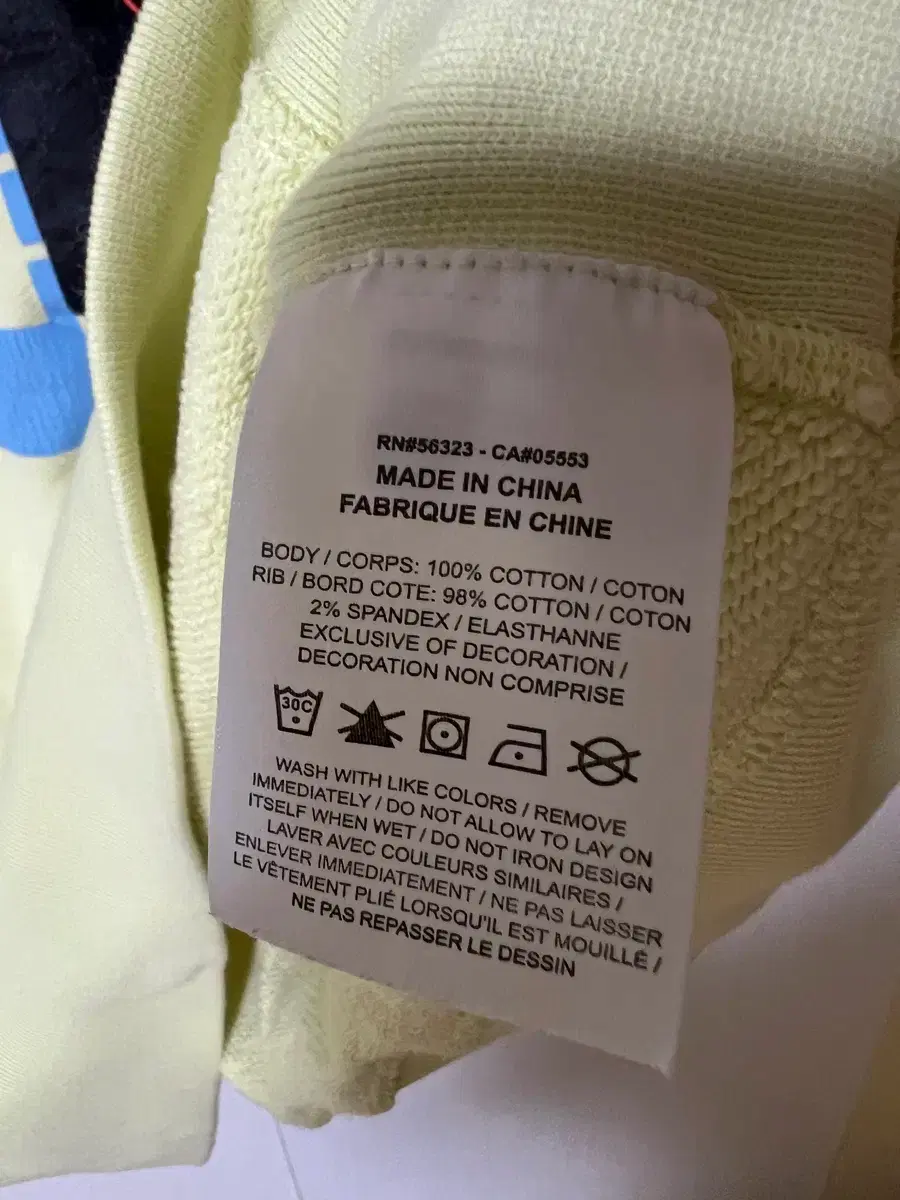 RN#56323 - CA#05553
MADE IN CHINA
FABRIQUE EN CHINE
BODY / CORPS: 100% COTTON / COTON
RIB / BORD COTE: 98% COTTON / COTON
2% SPANDEX / ELASTHANNE
EXCLUSIVE OF DECORATION /
DECORATION NON COMPRISE
30C
WASH WITH LIKE COLORS / REMOVE
IMMEDIATELY / DO NOT ALLOW TO LAY ON
ITSELF WHEN WET / DO NOT IRON DESIGN
LAVER AVEC COULEURS SIMILAIRES /
ENLEVER IMMEDIATEMENT / NE PAS LAISSER
LE VÊTEMENT PLIÉ LORSQU'IL EST MOUILLÉ /
NE PAS REPASSER LE DESSIN